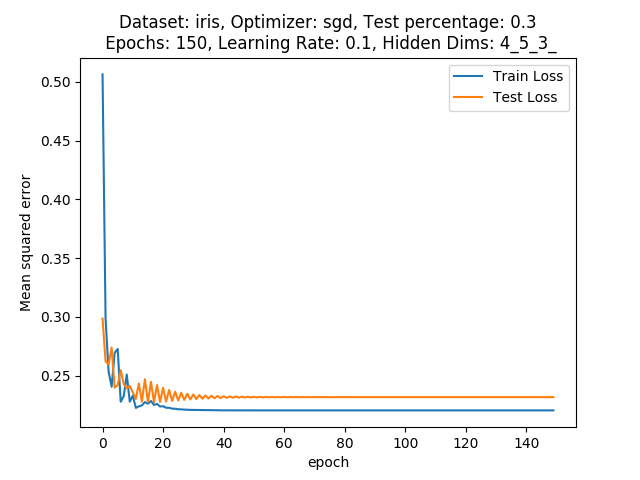 Dataset: iris, Optimizer: sgd, Test percentage: 0.3
Epochs: 150, Learning Rate: 0.1, Hidden Dims: 4_5_3_
Train Loss
Test Loss
Mean squared error
0.50
0.45
0.40
0.35
0.30
0.25
0 20 40 60 80 100 120 140
epoch